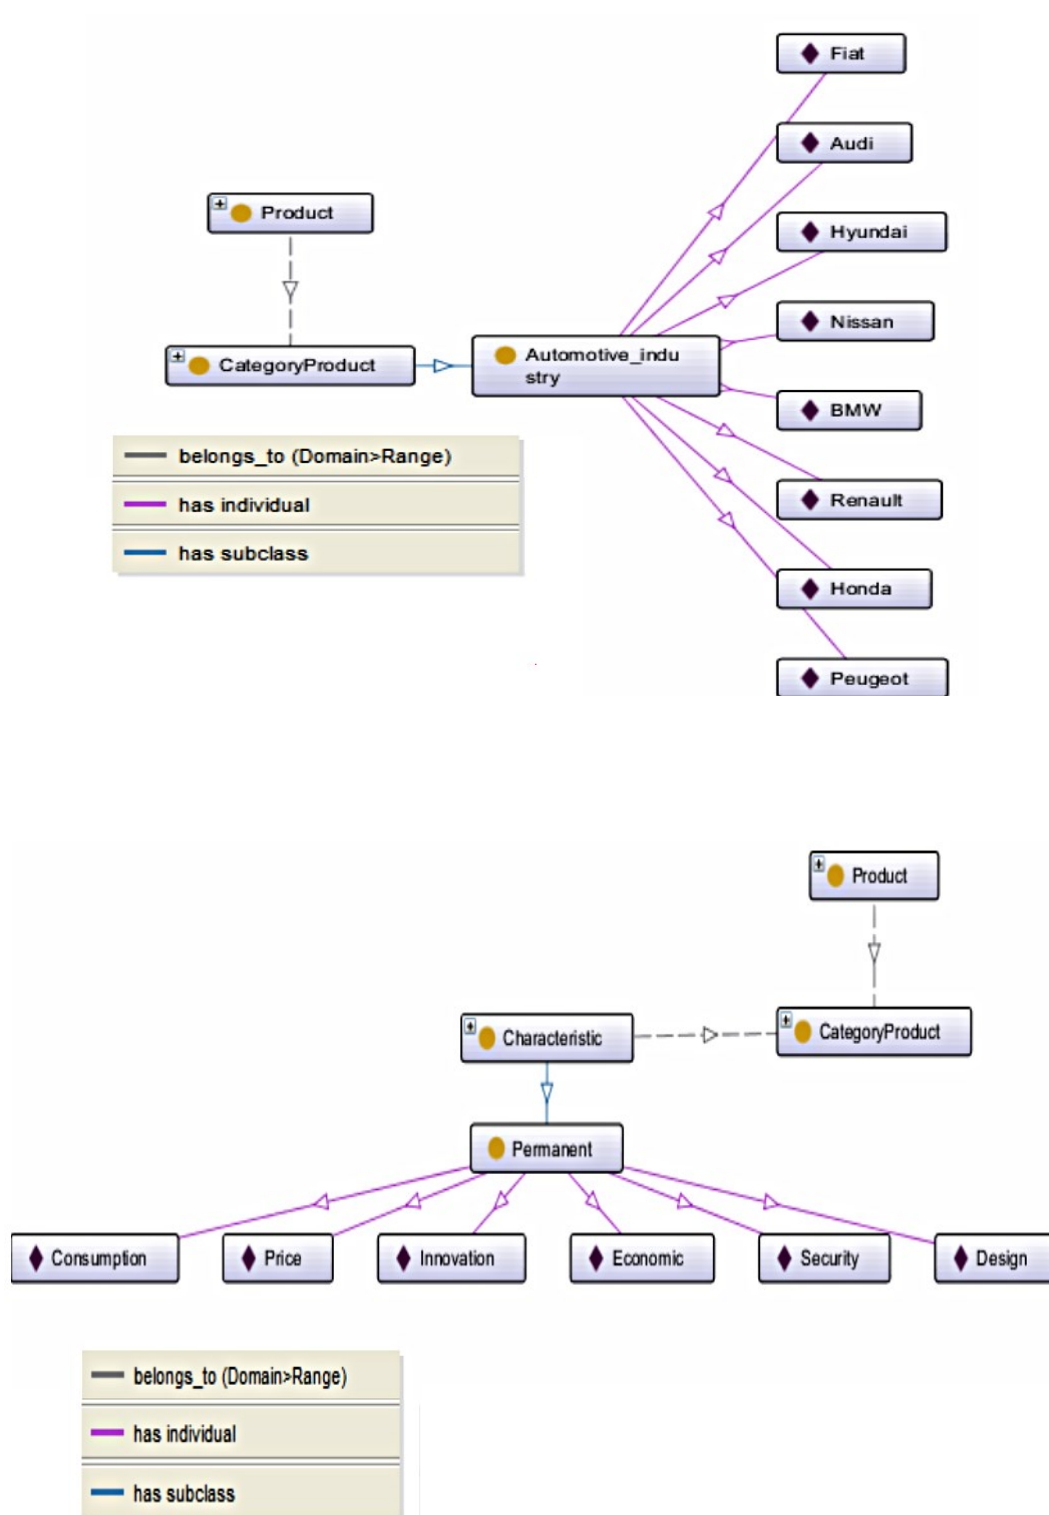 Fiat
Audi
Product
Hyundai
Nissan
CategoryProduct
Automotive_indu
stry
BMW
belongs_to (Domain>Range)
has individual
has subclass
Renault
Honda
Peugeot
Product
Characteristic
CategoryProduct
Permanent
Consumption
Price
Innovation
Economic
Security
Design
belongs_to (Domain>Range)
has individual
has subclass